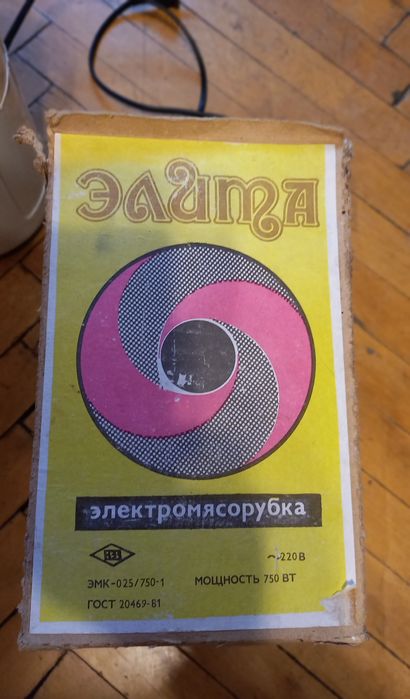 ЭЛИТА
электромясорубка
~220В
ЭМК-025/750-1 МОЩНОСТЬ 750 ВТ
ГОСТ 20469-81